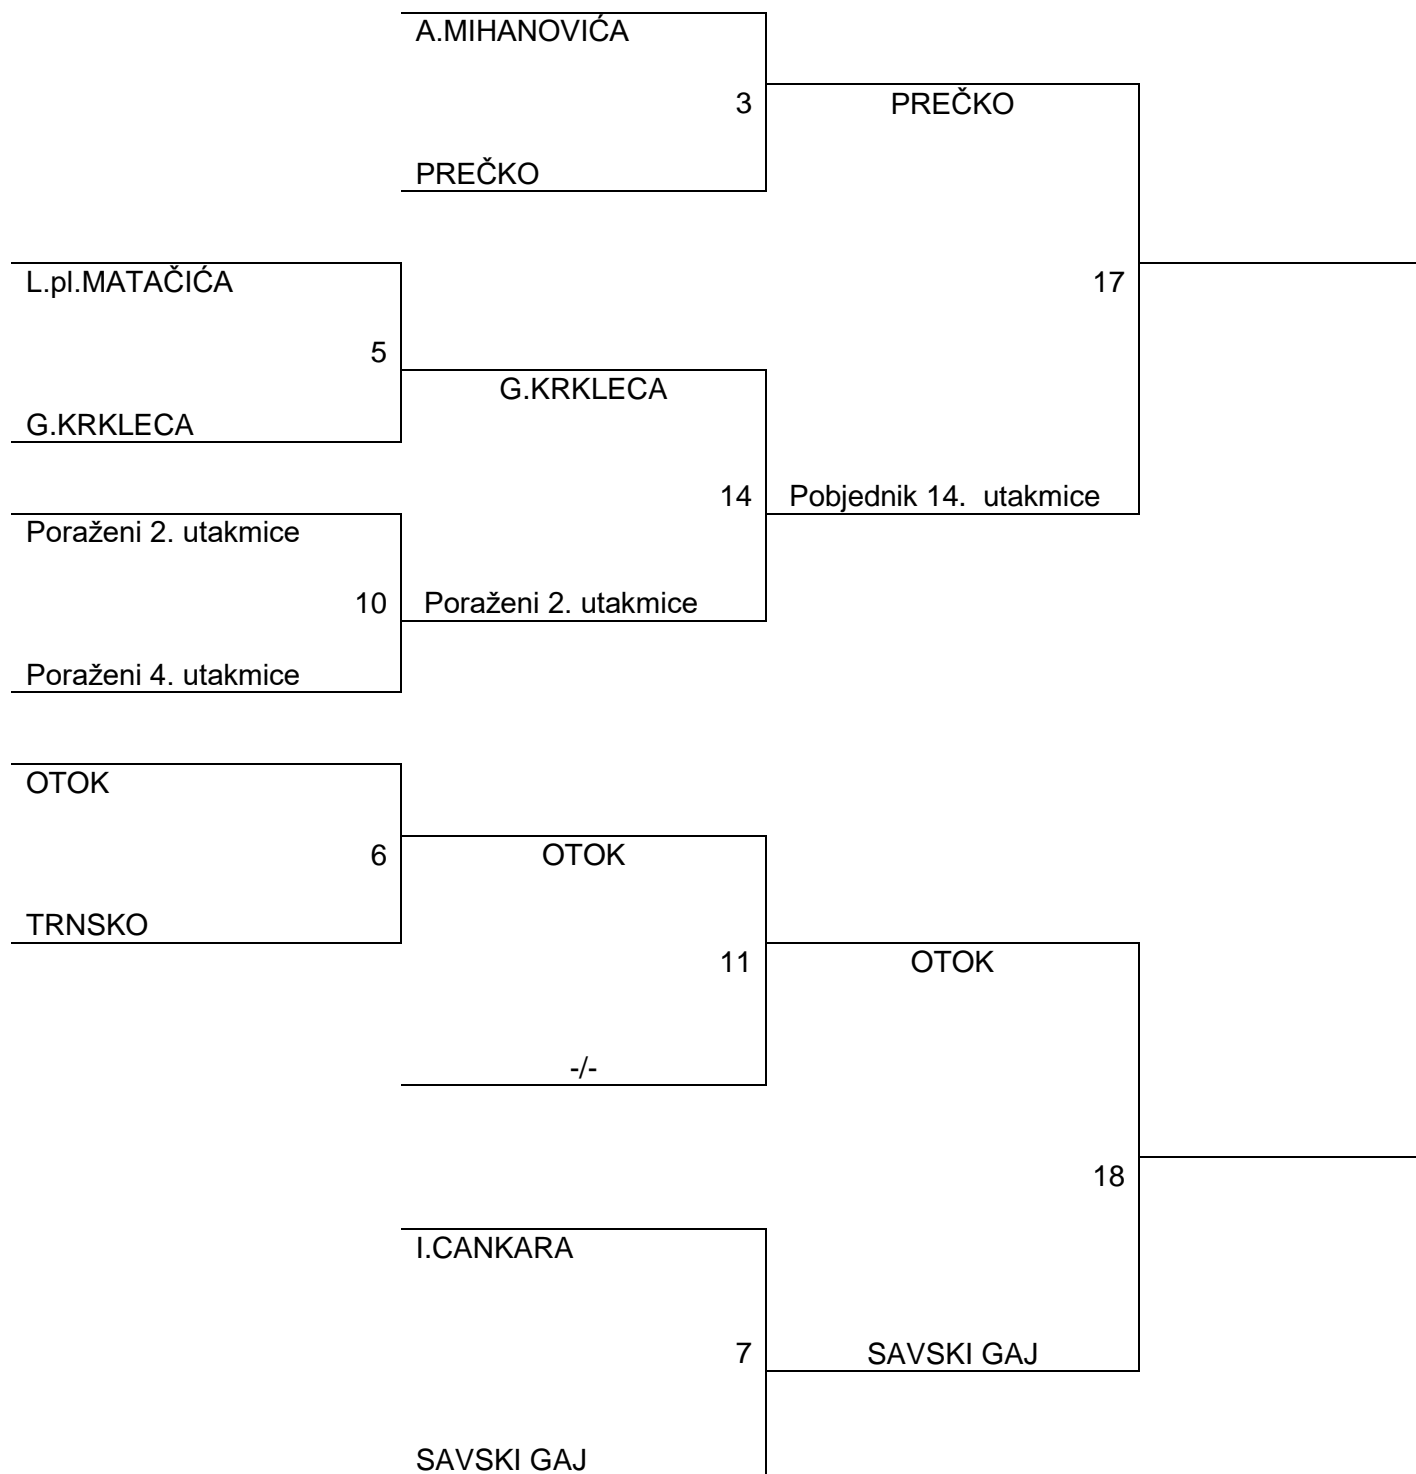 A.MIHANOVIĆA
3
PREČKO
PREČKO
L.pl.MATAČIĆA
17
5
G.KRKLECA
G.KRKLECA
14
Pobjednik 14.  utakmice
Poraženi 2. utakmice
10
Poraženi 2. utakmice
Poraženi 4. utakmice
OTOK
6
OTOK
TRNSKO
11
OTOK
-/-
18
I.CANKARA
7
SAVSKI GAJ
SAVSKI GAJ